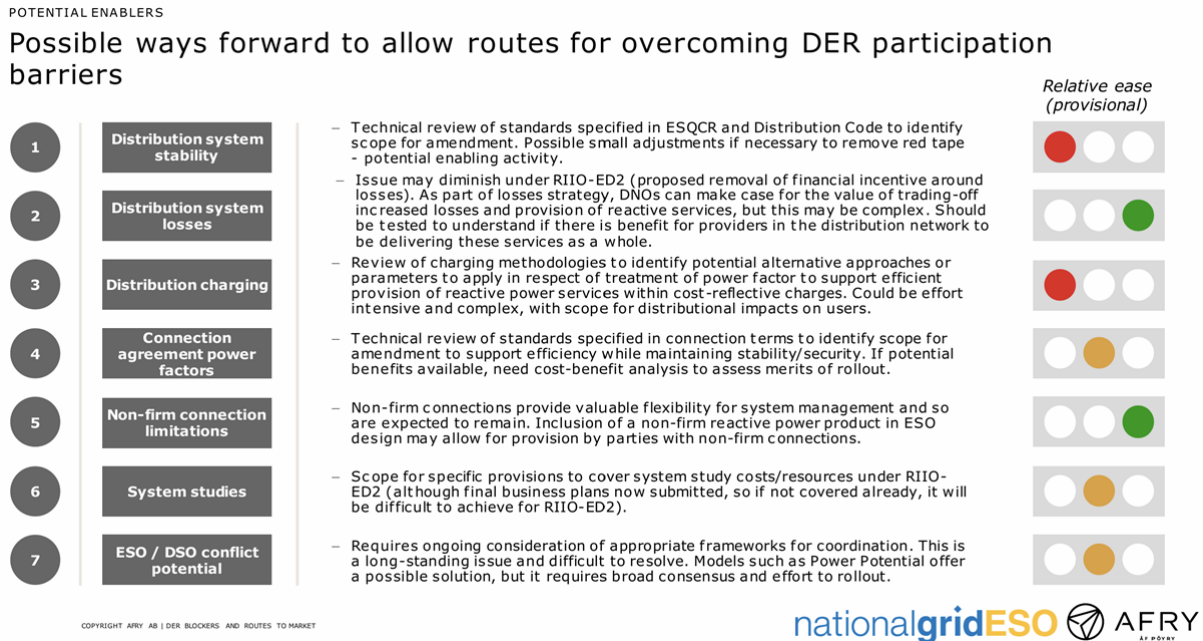 POTENTIAL ENABLERS
Possible ways forward to allow routes for overcoming DER participation
barriers
Relative ease
(provisional)
1
Distribution system
stability
– Technical review of standards specified in ESQCR and Distribution Code to identify
scope for amendment. Possible small adjustments if necessary to remove red tape
- potential enabling activity.
2
Distribution system
losses
– Issue may diminish under RIIO-ED2 (proposed removal of financial incentive around
losses). As part of losses strategy, DNOs can make case for the value of trading-off
increased losses and provision of reactive services, but this may be complex. Should
be tested to understand if there is benefit for providers in the distribution network to
be delivering these services as a whole.
3
Distribution charging
– Review of charging methodologies to identify potential alternative approaches or
parameters to apply in respect of treatment of power factor to support efficient
provision of reactive power services within cost-reflective charges. Could be effort
intensive and complex, with scope for distributional impacts on users.
4
Connection
agreement power
factors
– Technical review of standards specified in connection terms to identify scope for
amendment to support efficiency while maintaining stability/security. If potential
benefits available, need cost-benefit analysis to assess merits of rollout.
5
Non-firm connection
limitations
– Non-firm connections provide valuable flexibility for system management and so
are expected to remain. Inclusion of a non-firm reactive power product in ESO
design may allow for provision by parties with non-firm connections.
6
System studies
– Scope for specific provisions to cover system study costs/resources under RIIO-
ED2 (although final business plans now submitted, so if not covered already, it will
be difficult to achieve for RIIO-ED2).
7
ESO / DSO conflict
potential
– Requires ongoing consideration of appropriate frameworks for coordination. This is
a long-standing issue and difficult to resolve. Models such as Power Potential offer
a possible solution, but it requires broad consensus and effort to rollout.
COPYRIGHT AFRY AB | DER BLOCKERS AND ROUTES TO MARKET
nationalgridESO
AFRY
ÅF PÖYRY